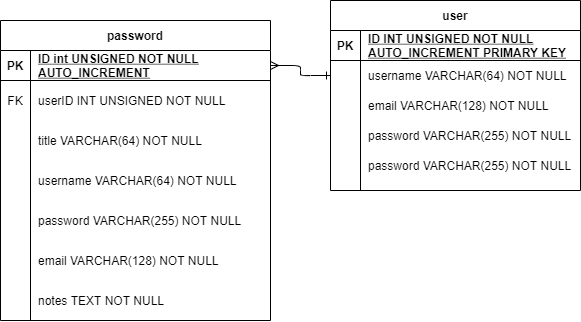 password
PK
ID int UNSIGNED NOT NULL
AUTO_INCREMENT
FK
userID INT UNSIGNED NOT NULL
title VARCHAR(64) NOT NULL
username VARCHAR(64) NOT NULL
password VARCHAR(255) NOT NULL
email VARCHAR(128) NOT NULL
notes TEXT NOT NULL
user
PK
ID INT UNSIGNED NOT NULL
AUTO_INCREMENT PRIMARY KEY
username VARCHAR(64) NOT NULL
email VARCHAR(128) NOT NULL
password VARCHAR(255) NOT NULL
password VARCHAR(255) NOT NULL